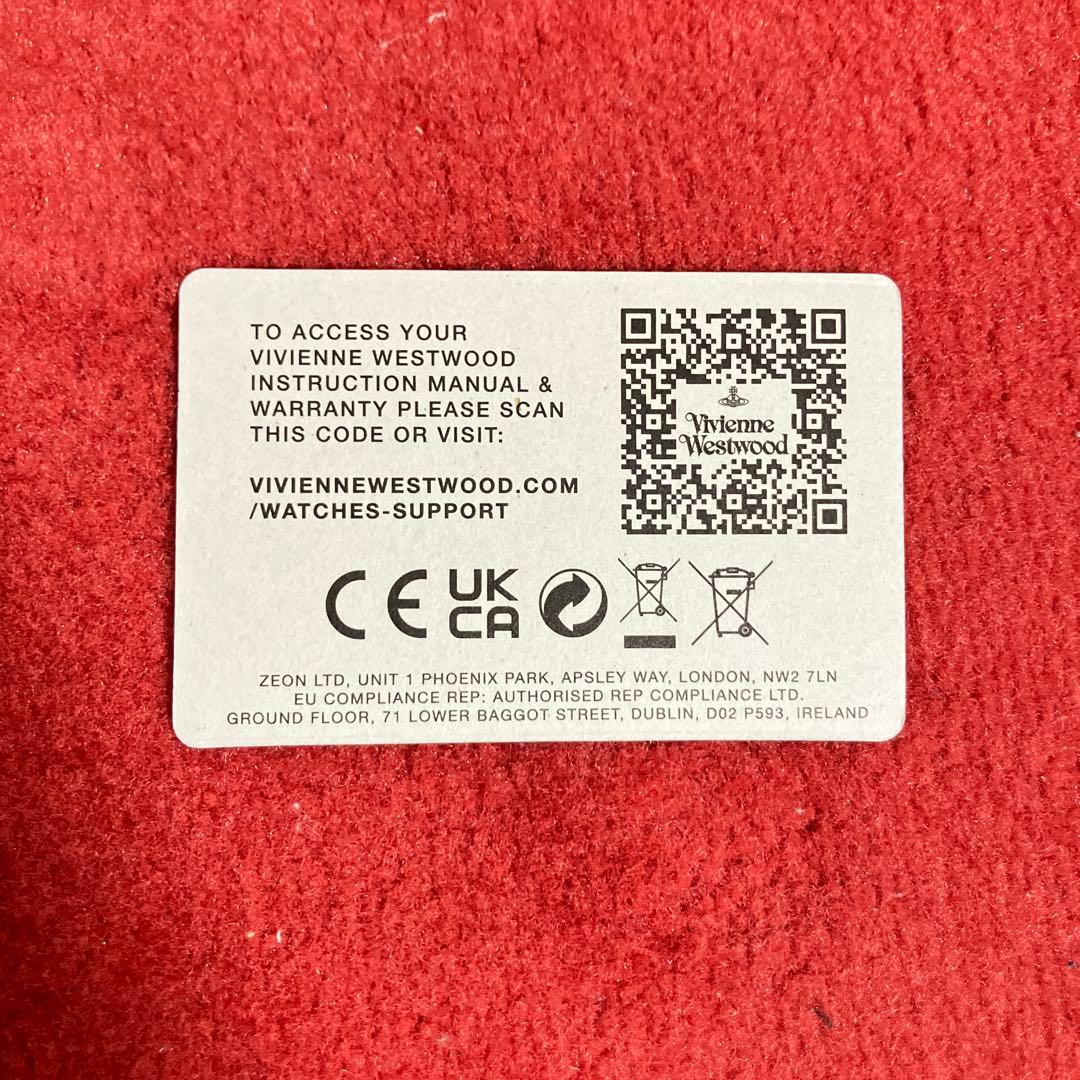 TO ACCESS YOUR
VIVIENNE WESTWOOD
INSTRUCTION MANUAL &
WARRANTY PLEASE SCAN
THIS CODE OR VISIT:
VIVIENNEWESTWOOD.COM
/WATCHES-SUPPORT
Vivienne
Westwood
CE
UK
CA
ZEON LTD, UNIT 1 PHOENIX PARK, APSLEY WAY, LONDON, NW2 7LN
EU COMPLIANCE REP: AUTHORISED REP COMPLIANCE LTD.
GROUND FLOOR, 71 LOWER BAGGOT STREET, DUBLIN, D02 P593, IRELAND